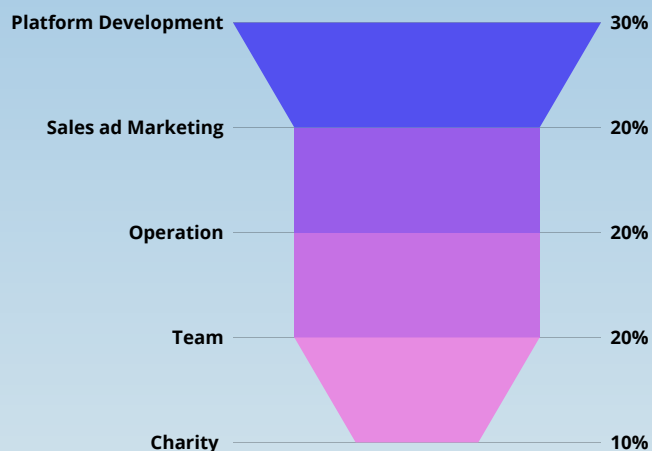 Platform Development 30%
Sales ad Marketing 20%
Operation 20%
Team 20%
Charity 10%